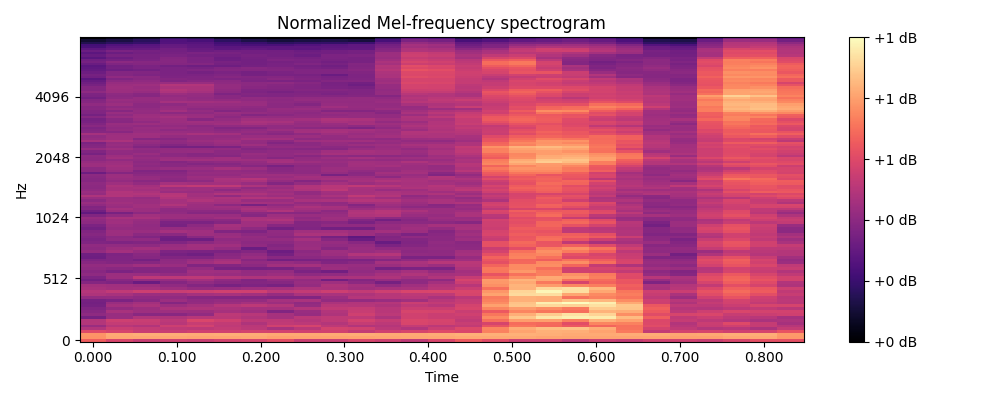 Normalized Mel-frequency spectrogram
Hz
4096
2048
1024
512
0
0.000 0.100 0.200 0.300 0.400 0.500 0.600 0.700 0.800
Time
+1 dB
+1 dB
+1 dB
+0 dB
+0 dB
+0 dB